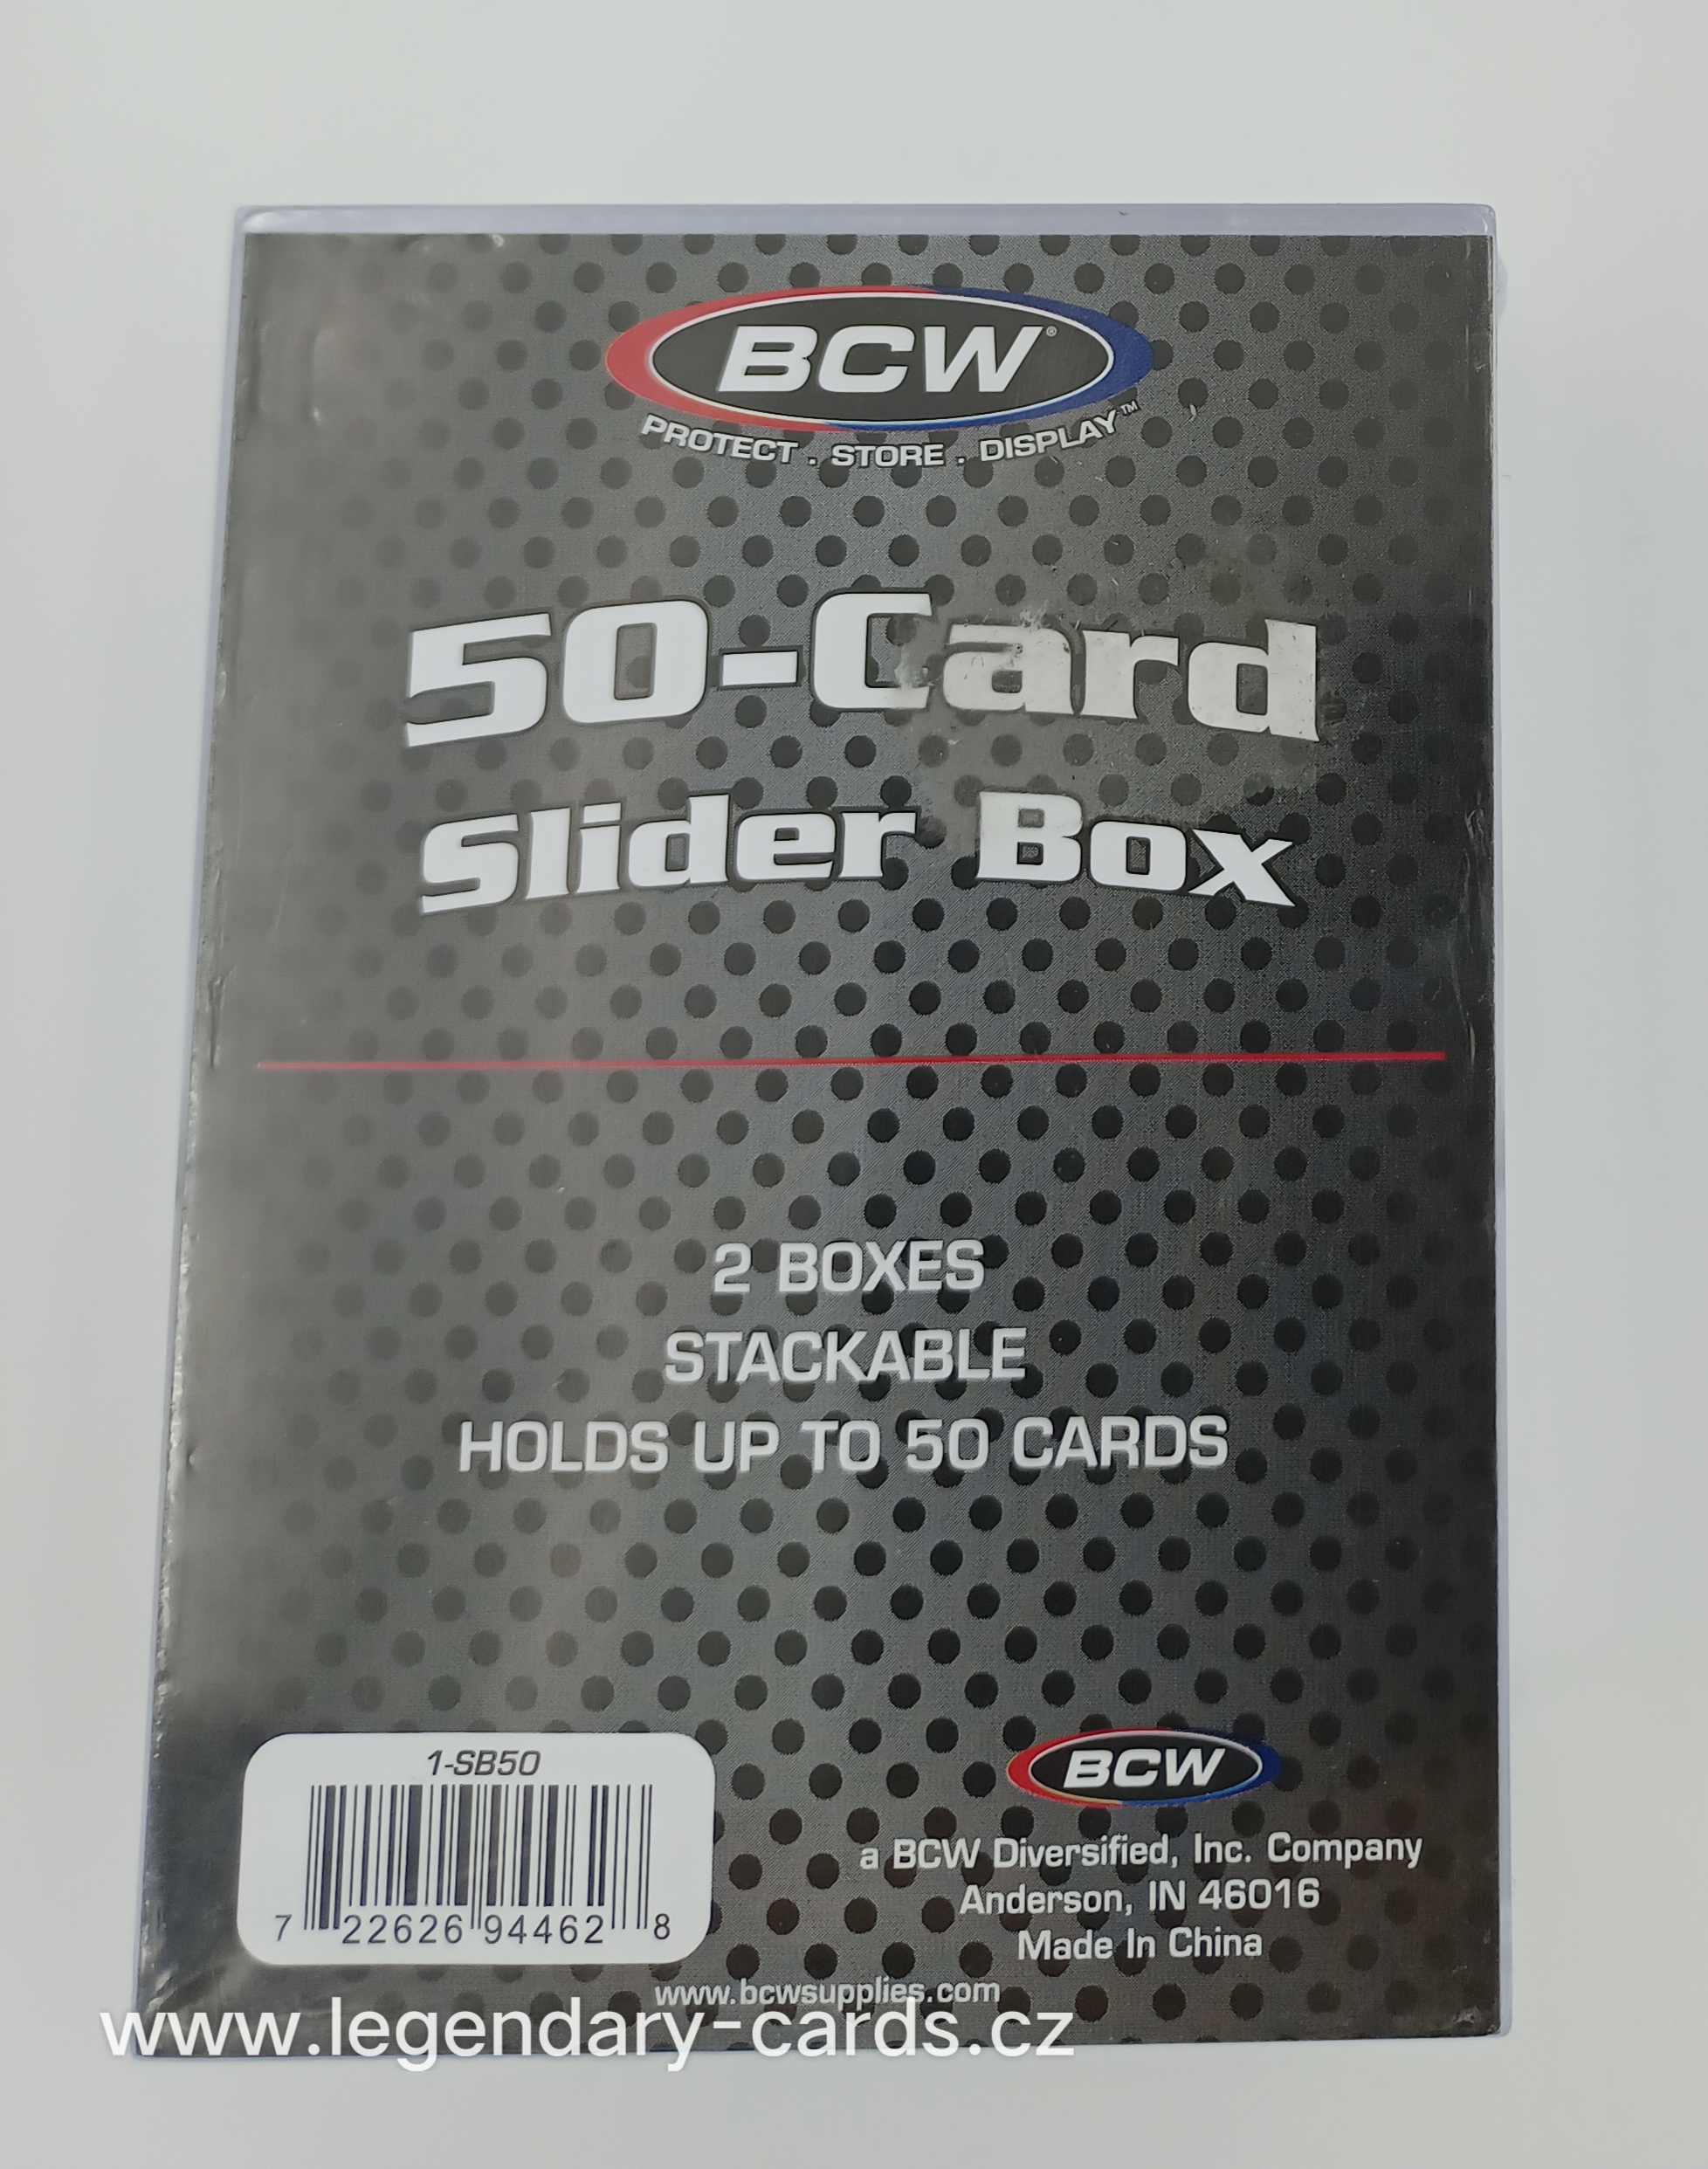 BCW®
PROTECT . STORE . DISPLAY™
50-Card
Slider Box
2 BOXES
STACKABLE
HOLDS UP TO 50 CARDS
1-SB50
7 22626 94462 8
BCW
a BCW Diversified, Inc. Company
Anderson, IN 46016
Made In China
www.bcwsupplies.com
www.legendary-cards.cz